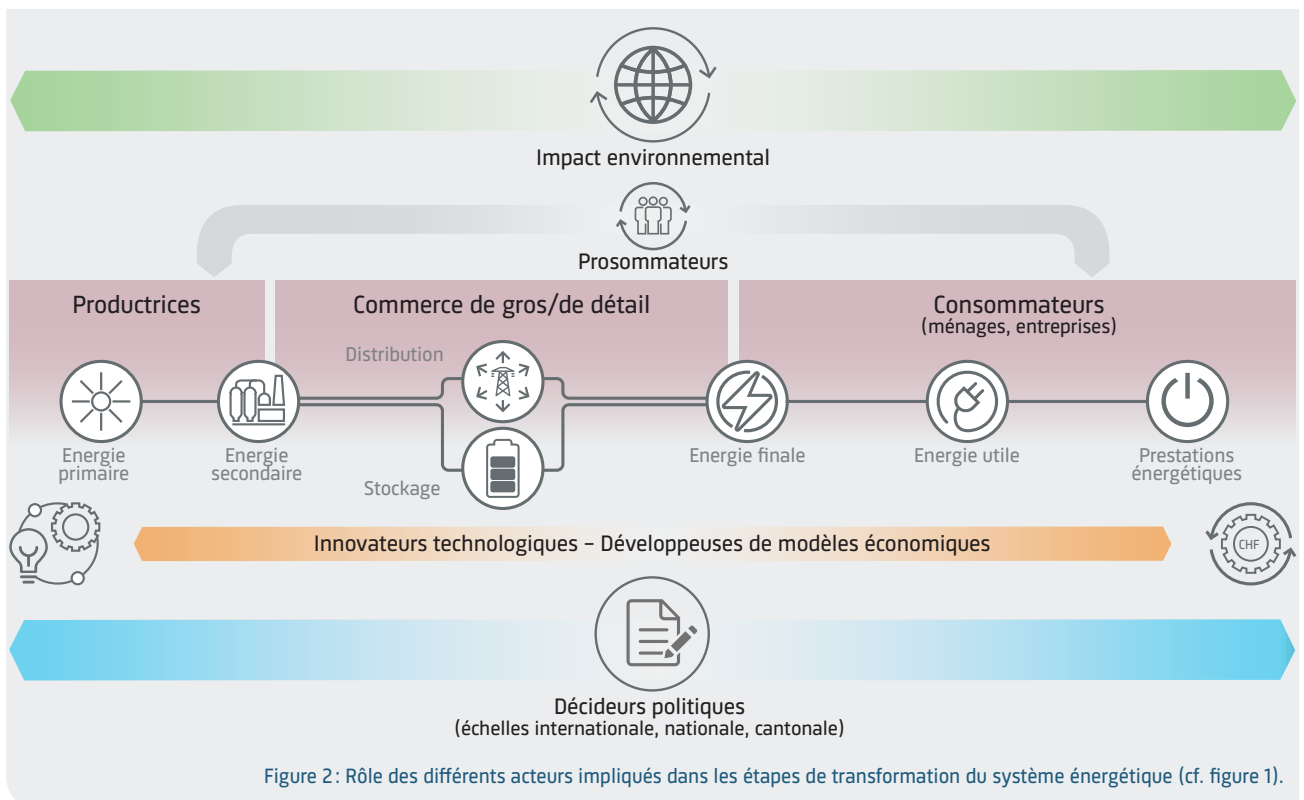 Impact environnemental
Prosommateurs
Productrices
Commerce de gros/de détail
Consommateurs
(ménages, entreprises)
Distribution
Energie
primaire
Energie
secondaire
Stockage
Energie finale
Energie utile
Prestations
énergétiques
Innovateurs technologiques – Développeuses de modèles économiques
CHF
Décideurs politiques
(échelles internationale, nationale, cantonale)
Figure 2 : Rôle des différents acteurs impliqués dans les étapes de transformation du système énergétique (cf. figure 1).